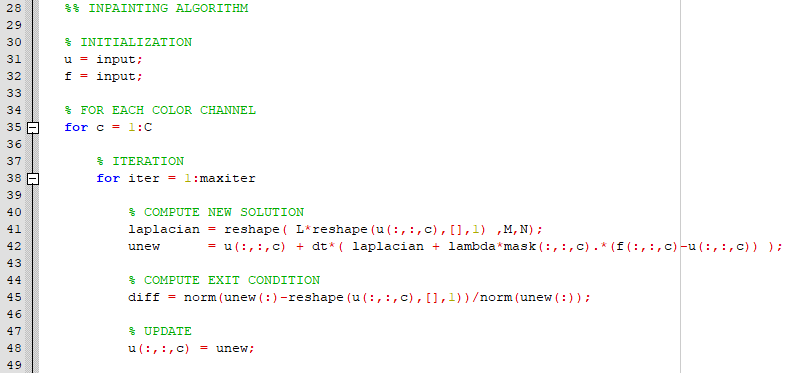 28 %% INPAINTING ALGORITHM
29
30 % INITIALIZATION
31 u = input;
32 f = input;
33
34 % FOR EACH COLOR CHANNEL
35 for c = 1:C
36
37 % ITERATION
38 for iter = 1:maxiter
39
40 % COMPUTE NEW SOLUTION
41 laplacian = reshape( L*reshape(u(:,:,c),[],1) ,M,N);
42 unew = u(:,:,c) + dt*( laplacian + lambda*mask(:,:,c).*(f(:,:,c)-u(:,:,c)) );
43
44 % COMPUTE EXIT CONDITION
45 diff = norm(unew(:)-reshape(u(:,:,c),[],1))/norm(unew(:));
46
47 % UPDATE
48 u(:,:,c) = unew;
49